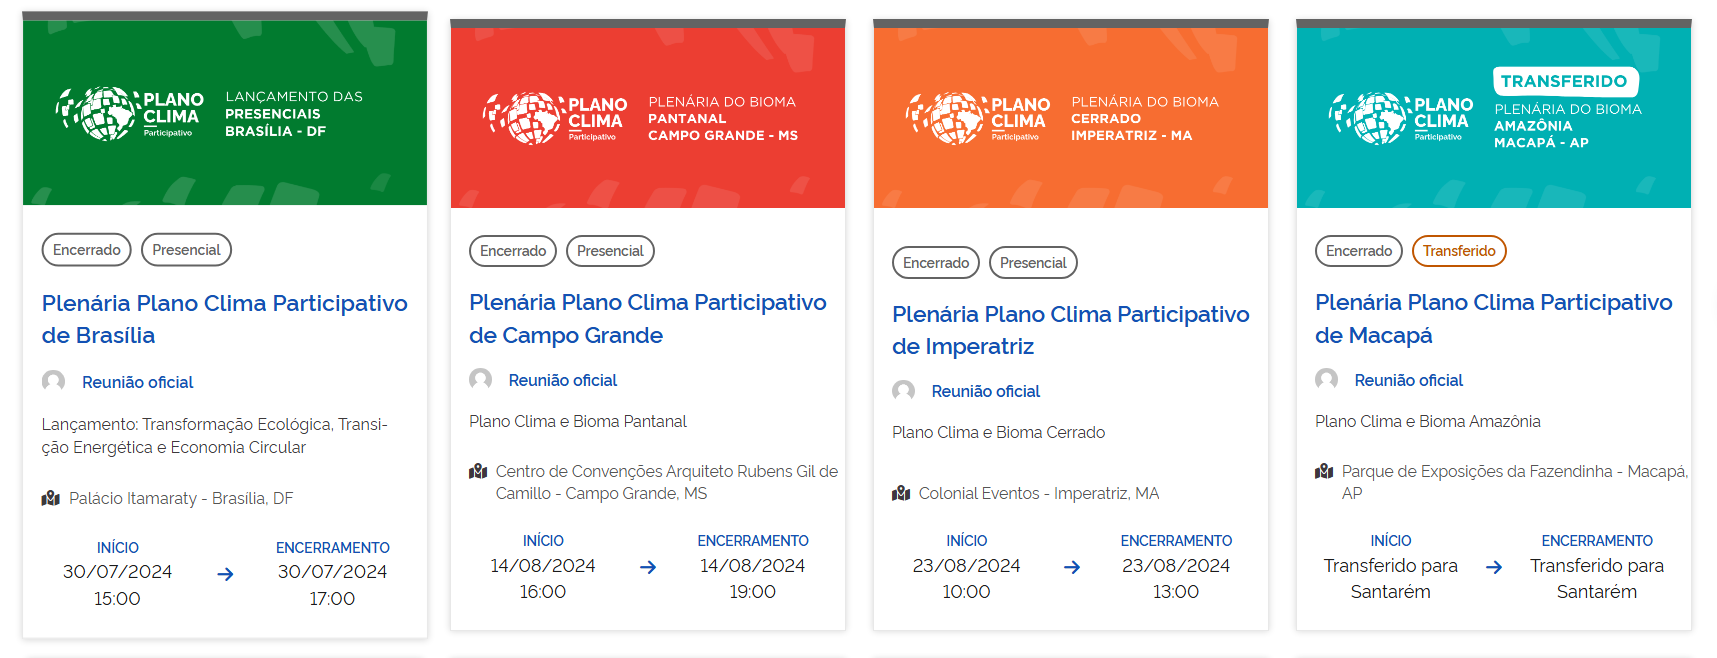 PLANO
CLIMA
Participativo
LANÇAMENTO DAS
PRESENCIAIS
BRASÍLIA - DF
Encerrado
Presencial
Plenária Plano Clima Participativo
de Brasília
Reunião oficial
Lançamento: Transformação Ecológica, Transi-
ção Energética e Economia Circular
Palácio Itamaraty - Brasília, DF
INÍCIO
30/07/2024
15:00
ENCERRAMENTO
30/07/2024
17:00
PLANO
CLIMA
Participativo
PLENÁRIA DO BIOMA
PANTANAL
CAMPO GRANDE - MS
Encerrado
Presencial
Plenária Plano Clima Participativo
de Campo Grande
Reunião oficial
Plano Clima e Bioma Pantanal
Centro de Convenções Arquiteto Rubens Gil de
Camillo - Campo Grande, MS
INÍCIO
14/08/2024
16:00
ENCERRAMENTO
14/08/2024
19:00
PLANO
CLIMA
Participativo
PLENÁRIA DO BIOMA
CERRADO
IMPERATRIZ - MA
Encerrado
Presencial
Plenária Plano Clima Participativo
de Imperatriz
Reunião oficial
Plano Clima e Bioma Cerrado
Colonial Eventos - Imperatriz, MA
INÍCIO
23/08/2024
10:00
ENCERRAMENTO
23/08/2024
13:00
PLANO
CLIMA
Participativo
TRANSFERIDO
PLENÁRIA DO BIOMA
AMAZÔNIA
MACAPÁ - AP
Encerrado
Transferido
Plenária Plano Clima Participativo
de Macapá
Reunião oficial
Plano Clima e Bioma Amazônia
Parque de Exposições da Fazendinha - Macapá,
AP
INÍCIO
Transferido para
Santarém
ENCERRAMENTO
Transferido para
Santarém